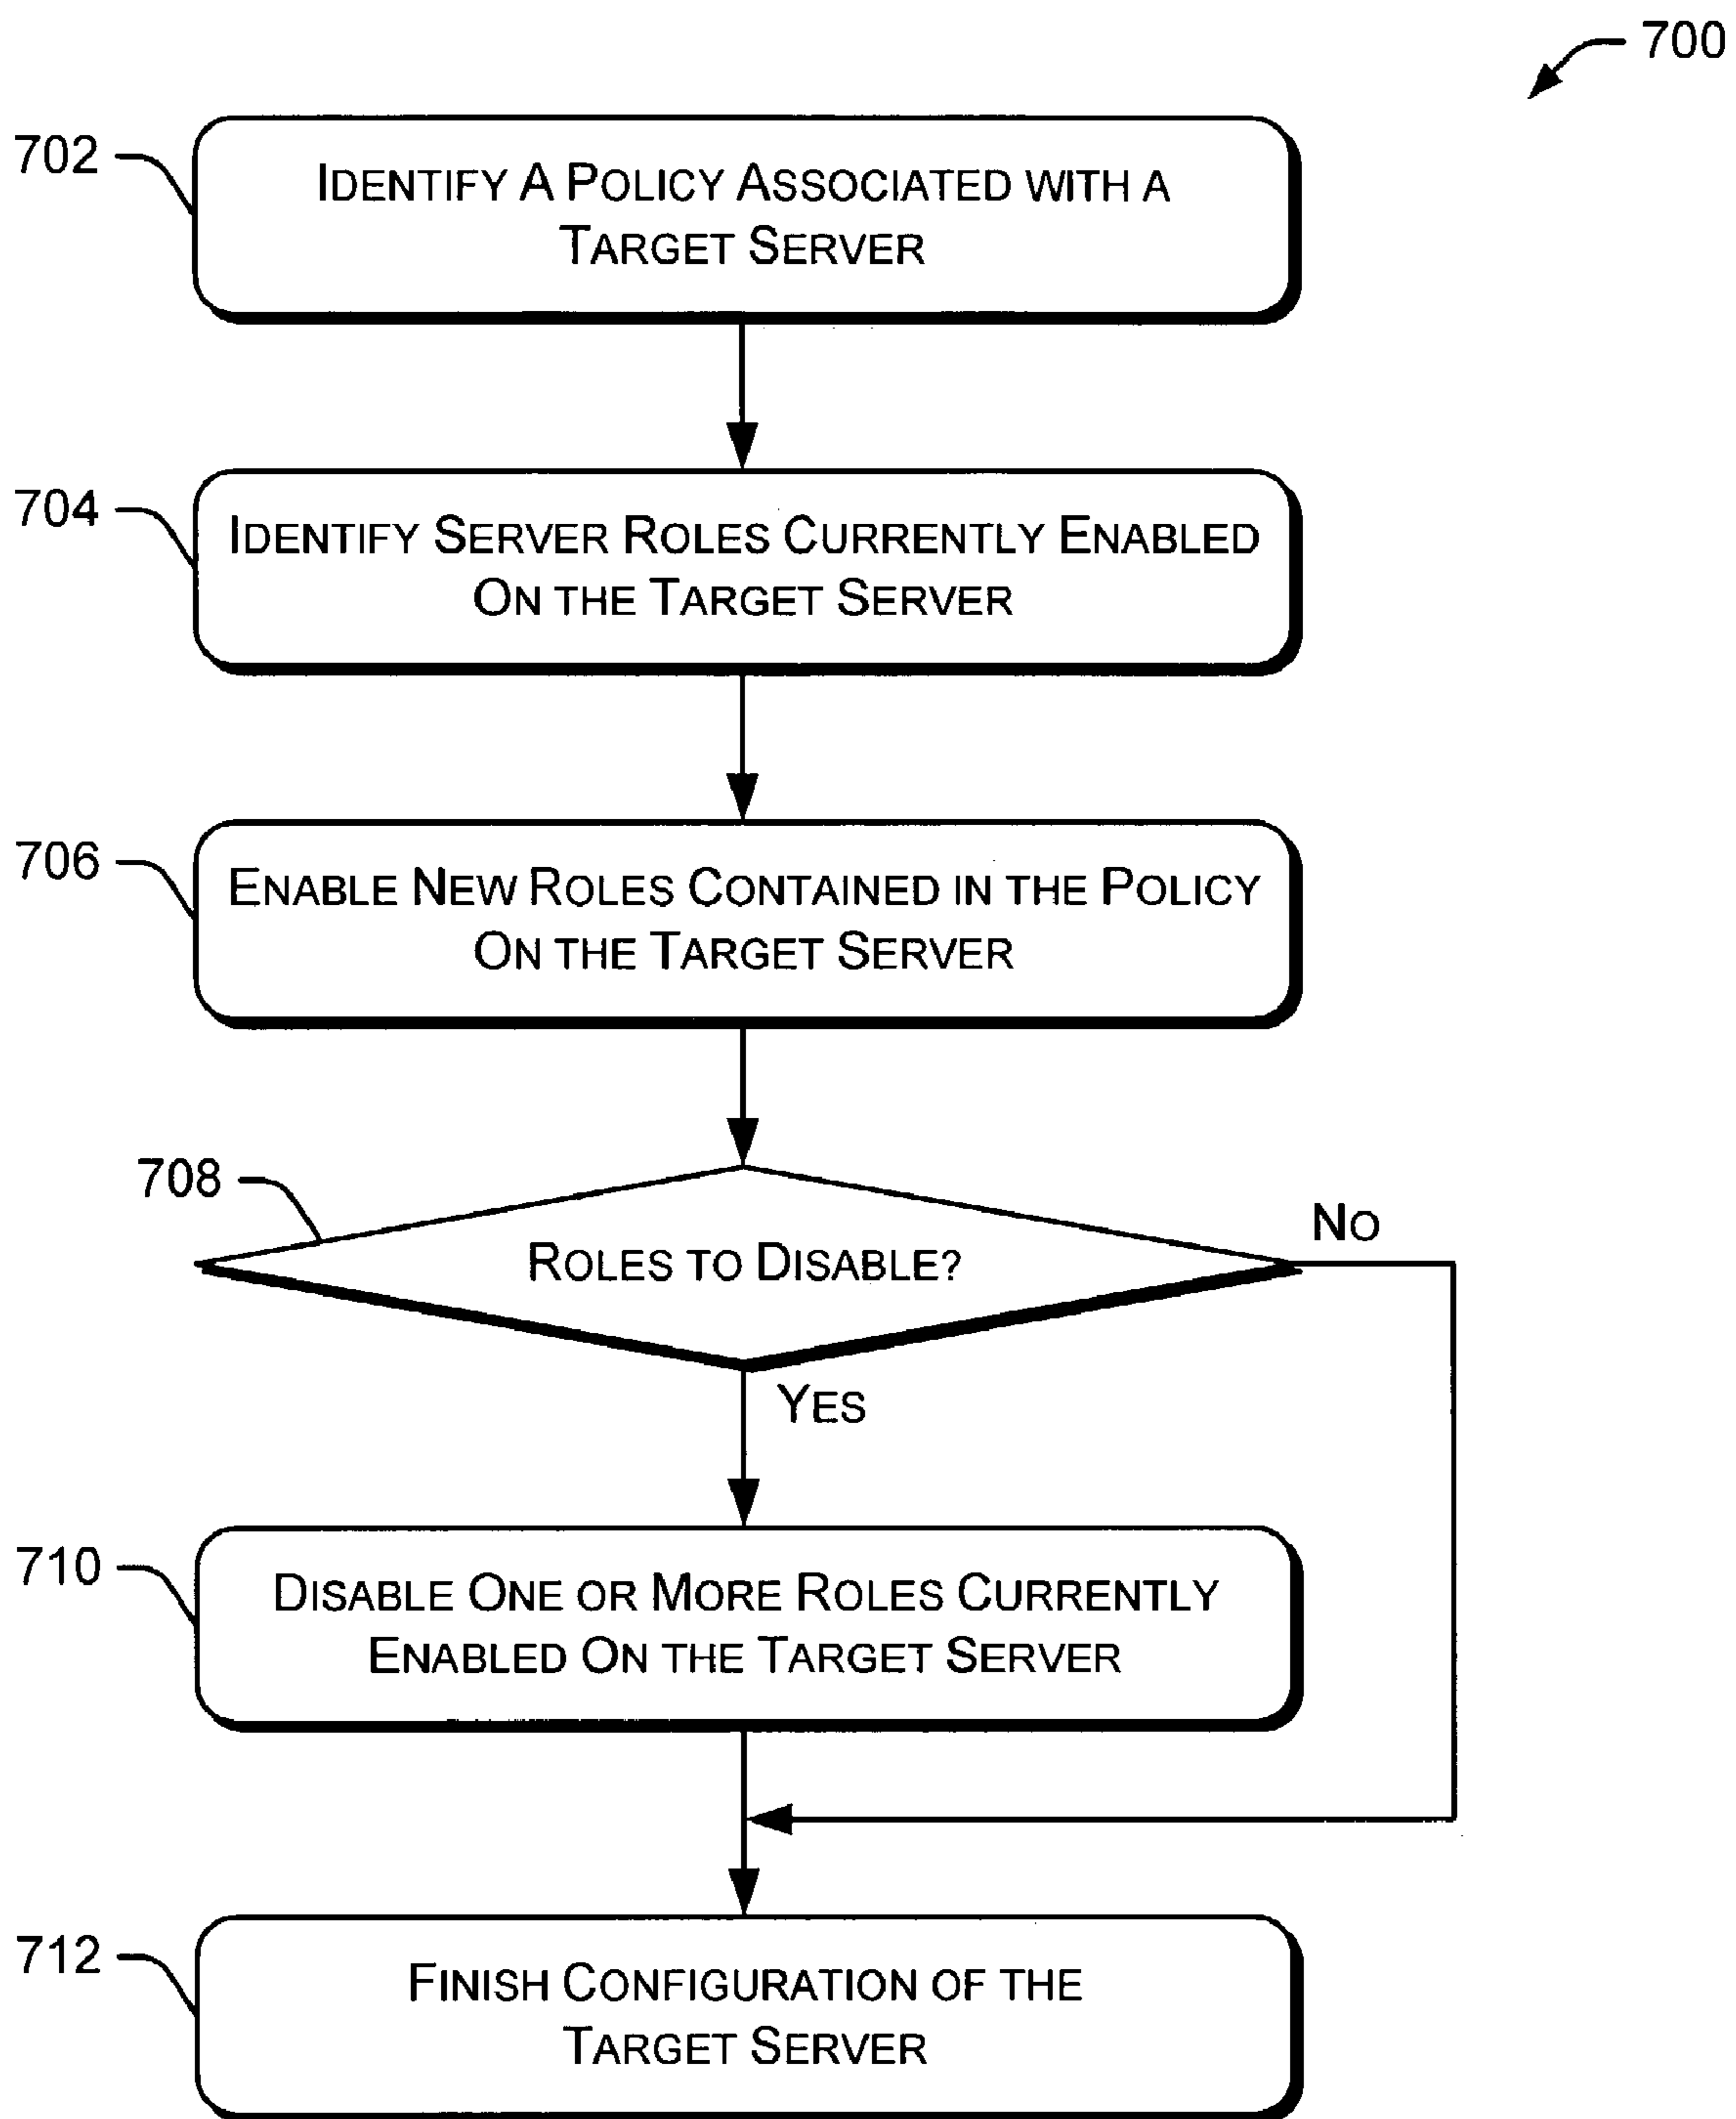 700
702
IDENTIFY A POLICY ASSOCIATED WITH A
TARGET SERVER
704
IDENTIFY SERVER ROLES CURRENTLY ENABLED
ON THE TARGET SERVER
706
ENABLE NEW ROLES CONTAINED IN THE POLICY
ON THE TARGET SERVER
708
ROLES TO DISABLE?
NO
YES
710
DISABLE ONE OR MORE ROLES CURRENTLY
ENABLED ON THE TARGET SERVER
712
FINISH CONFIGURATION OF THE
TARGET SERVER